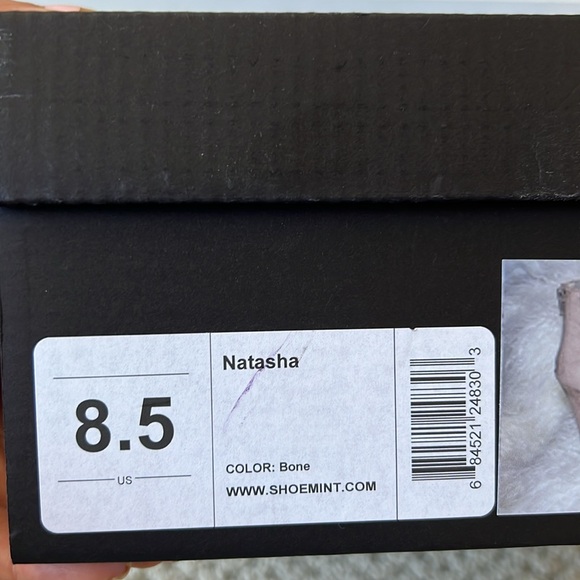 8.5
US
Natasha
COLOR: Bone
WWW.SHOEMINT.COM
6 84521 24830 3